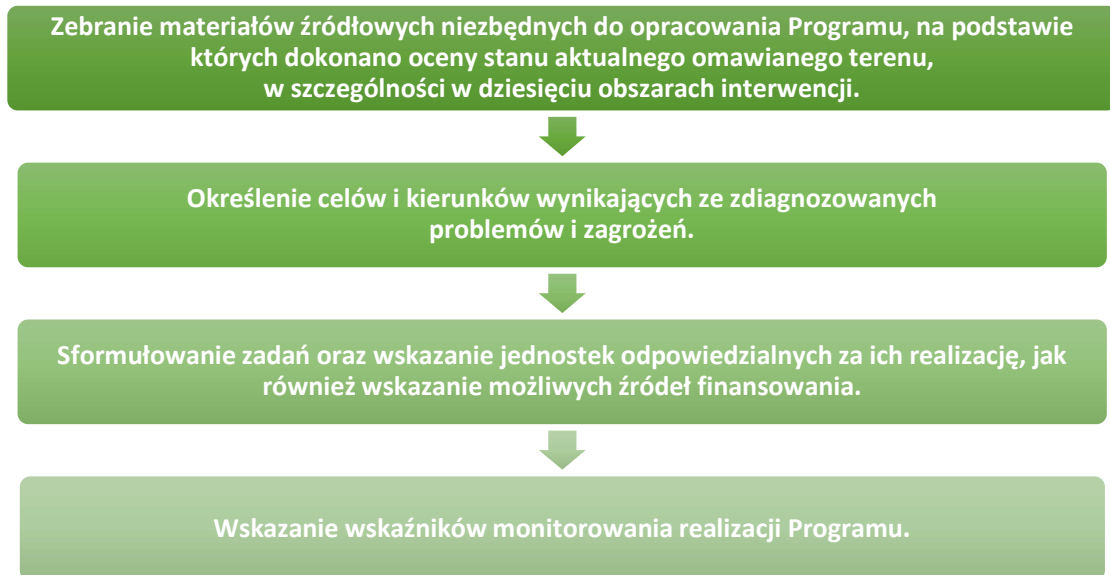 Zebranie materiałów źródłowych niezbędnych do opracowania Programu, na podstawie
których dokonano oceny stanu aktualnego omawianego terenu,
w szczególności w dziesięciu obszarach interwencji.
Określenie celów i kierunków wynikających ze zdiagnozowanych
problemów i zagrożeń.
Sformułowanie zadań oraz wskazanie jednostek odpowiedzialnych za ich realizację, jak
również wskazanie możliwych źródeł finansowania.
Wskazanie wskaźników monitorowania realizacji Programu.